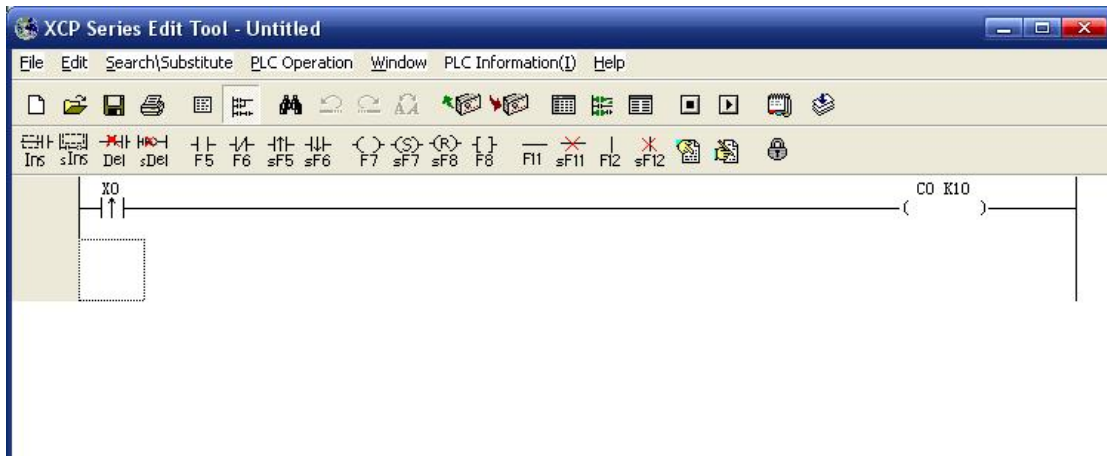 XCP Series Edit Tool - Untitled
File Edit Search\Substitute PLC Operation Window PLC Information(I) Help
Ins sIns Del sDel F5 F6 sF5 sF6 F7 sF7 sF8 F8 F11 sF11 F12 sF12
X0 C0 K10